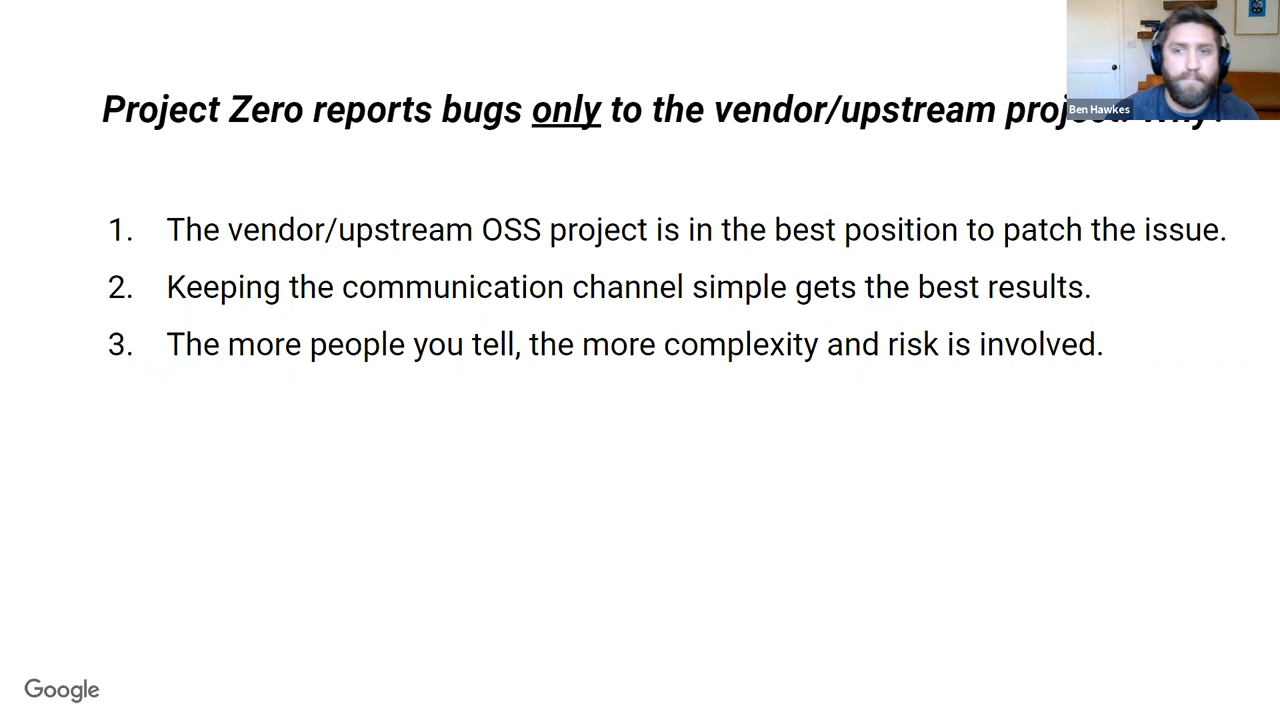 Project Zero reports bugs only to the vendor/upstream
Ben Hawkes
1. The vendor/upstream OSS project is in the best position to patch the issue.
2. Keeping the communication channel simple gets the best results.
3. The more people you tell, the more complexity and risk is involved.
Google